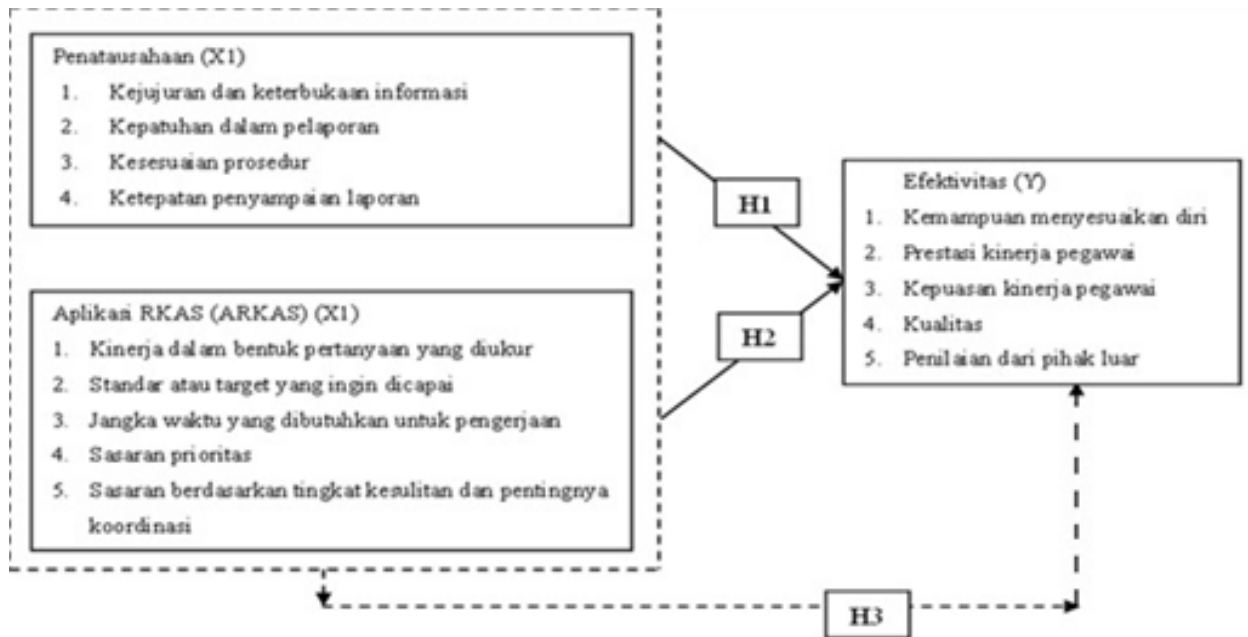 Penatausahaan (X1)
1. Kejujuran dan keterbukaan informasi
2. Kepatuhan dalam pelaporan
3. Kesesuaian prosedur
4. Ketepatan penyampaian laporan
Aplikasi RKAS (ARKAS) (X1)
1. Kinerja dalam bentuk pertanyaan yang diukur
2. Standar atau target yang ingin dicapai
3. Jangka waktu yang dibutuhkan untuk pengerjaan
4. Sasaran prioritas
5. Sasaran berdasarkan tingkat kesulitan dan pentingnya
koordinasi
H1
H2
Efektivitas (Y)
1. Kemampuan menyesuaikan diri
2. Prestasi kinerja pegawai
3. Kepuasan kinerja pegawai
4. Kualitas
5. Penilaian dari pihak luar
H3